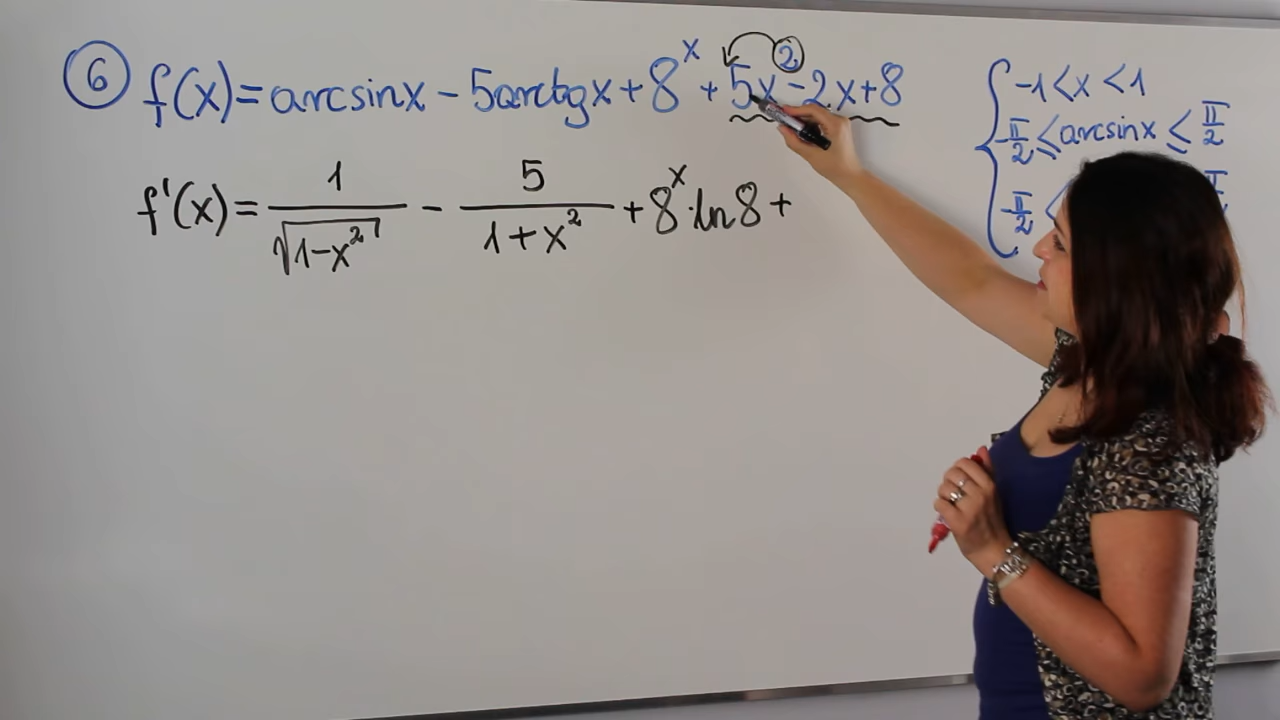 ⑥ f(x)=arcsinx − 5arctgx + 8^x + 5x² − 2x + 8
f'(x)= 1/√(1−x²) − 5/(1+x²) + 8^x·ln8 +
−1 < x < 1
−π/2 ≤ arcsinx ≤ π/2
−π/2 <